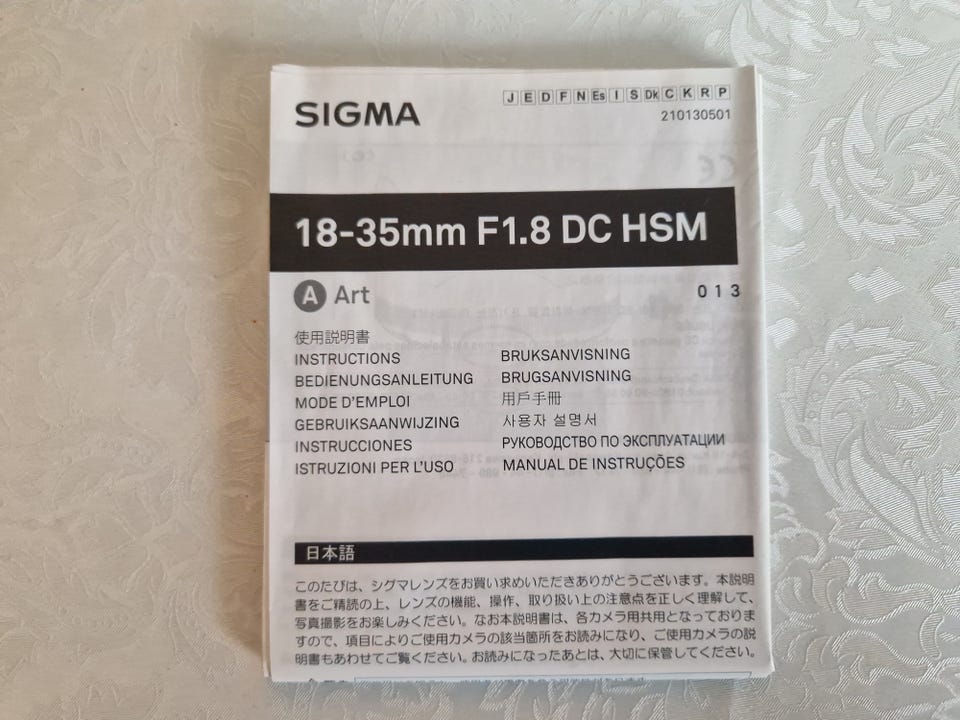 SIGMA
J E D F N Es I S Dk C K R P
210130501
18-35mm F1.8 DC HSM
A Art
013
使用説明書
INSTRUCTIONS
BEDIENUNGSANLEITUNG
MODE D'EMPLOI
GEBRUIKSAANWIJZING
INSTRUCCIONES
ISTRUZIONI PER L'USO
BRUKSANVISNING
BRUGSANVISNING
用戶手冊
사용자 설명서
РУКОВОДСТВО ПО ЭКСПЛУАТАЦИИ
MANUAL DE INSTRUÇÕES
日本語
このたびは、シグマレンズをお買い求めいただきありがとうございます。本説明
書をご精読の上、レンズの機能、操作、取り扱い上の注意点を正しく理解して、
写真撮影をお楽しみください。なお本説明書は、各カメラ用共用となっておりま
すので、項目によりご使用カメラの該当箇所をお読みになり、ご使用カメラの説
明書もあわせてご覧ください。お読みになったあとは、大切に保管してください。